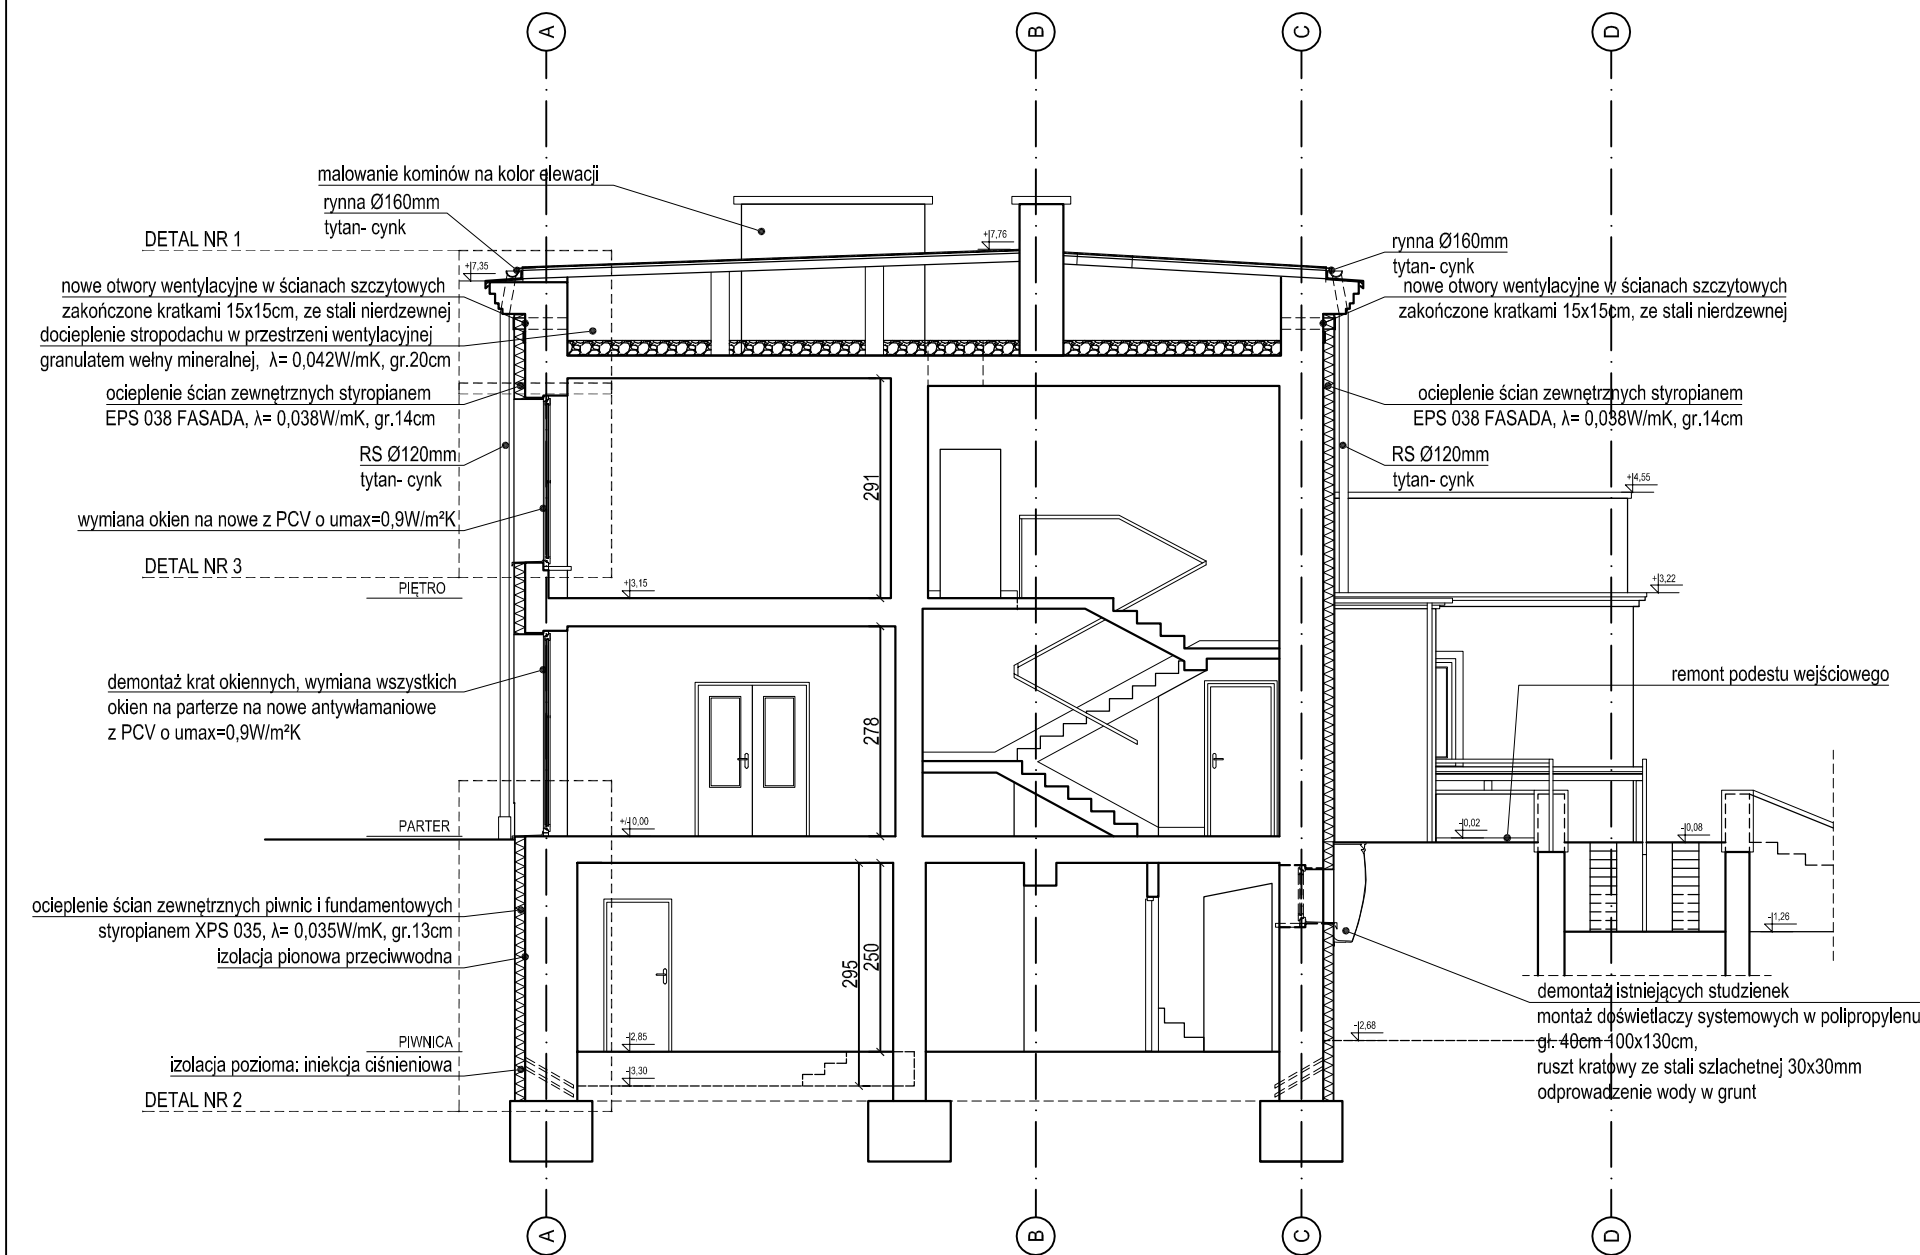 A
B
C
D
malowanie kominów na kolor elewacji
rynna Ø160mm
tytan- cynk
DETAL NR 1
+7,35
+7,76
nowe otwory wentylacyjne w ścianach szczytowych
zakończone kratkami 15x15cm, ze stali nierdzewnej
docieplenie stropodachu w przestrzeni wentylacyjnej
granulatem wełny mineralnej, λ= 0,042W/mK, gr.20cm
ocieplenie ścian zewnętrznych styropianem
EPS 038 FASADA, λ= 0,038W/mK, gr.14cm
RS Ø120mm
tytan- cynk
wymiana okien na nowe z PCV o umax=0,9W/m²K
DETAL NR 3
PIĘTRO
+3,15
291
rynna Ø160mm
tytan- cynk
nowe otwory wentylacyjne w ścianach szczytowych
zakończone kratkami 15x15cm, ze stali nierdzewnej
ocieplenie ścian zewnętrznych styropianem
EPS 038 FASADA, λ= 0,038W/mK, gr.14cm
RS Ø120mm
tytan- cynk
+4,55
+3,22
demontaż krat okiennych, wymiana wszystkich
okien na parterze na nowe antywłamaniowe
z PCV o umax=0,9W/m²K
278
remont podestu wejściowego
PARTER
+/-0,00
-0,02
-0,08
-1,26
ocieplenie ścian zewnętrznych piwnic i fundamentowych
styropianem XPS 035, λ= 0,035W/mK, gr.13cm
izolacja pionowa przeciwwodna
295
250
PIWNICA
-2,85
izolacja pozioma: iniekcja ciśnieniowa
-3,30
DETAL NR 2
demontaż istniejących studzienek
montaż doświetlaczy systemowych w polipropylenu
-2,68
gł. 40cm 100x130cm,
ruszt kratowy ze stali szlachetnej 30x30mm
odprowadzenie wody w grunt
A
B
C
D